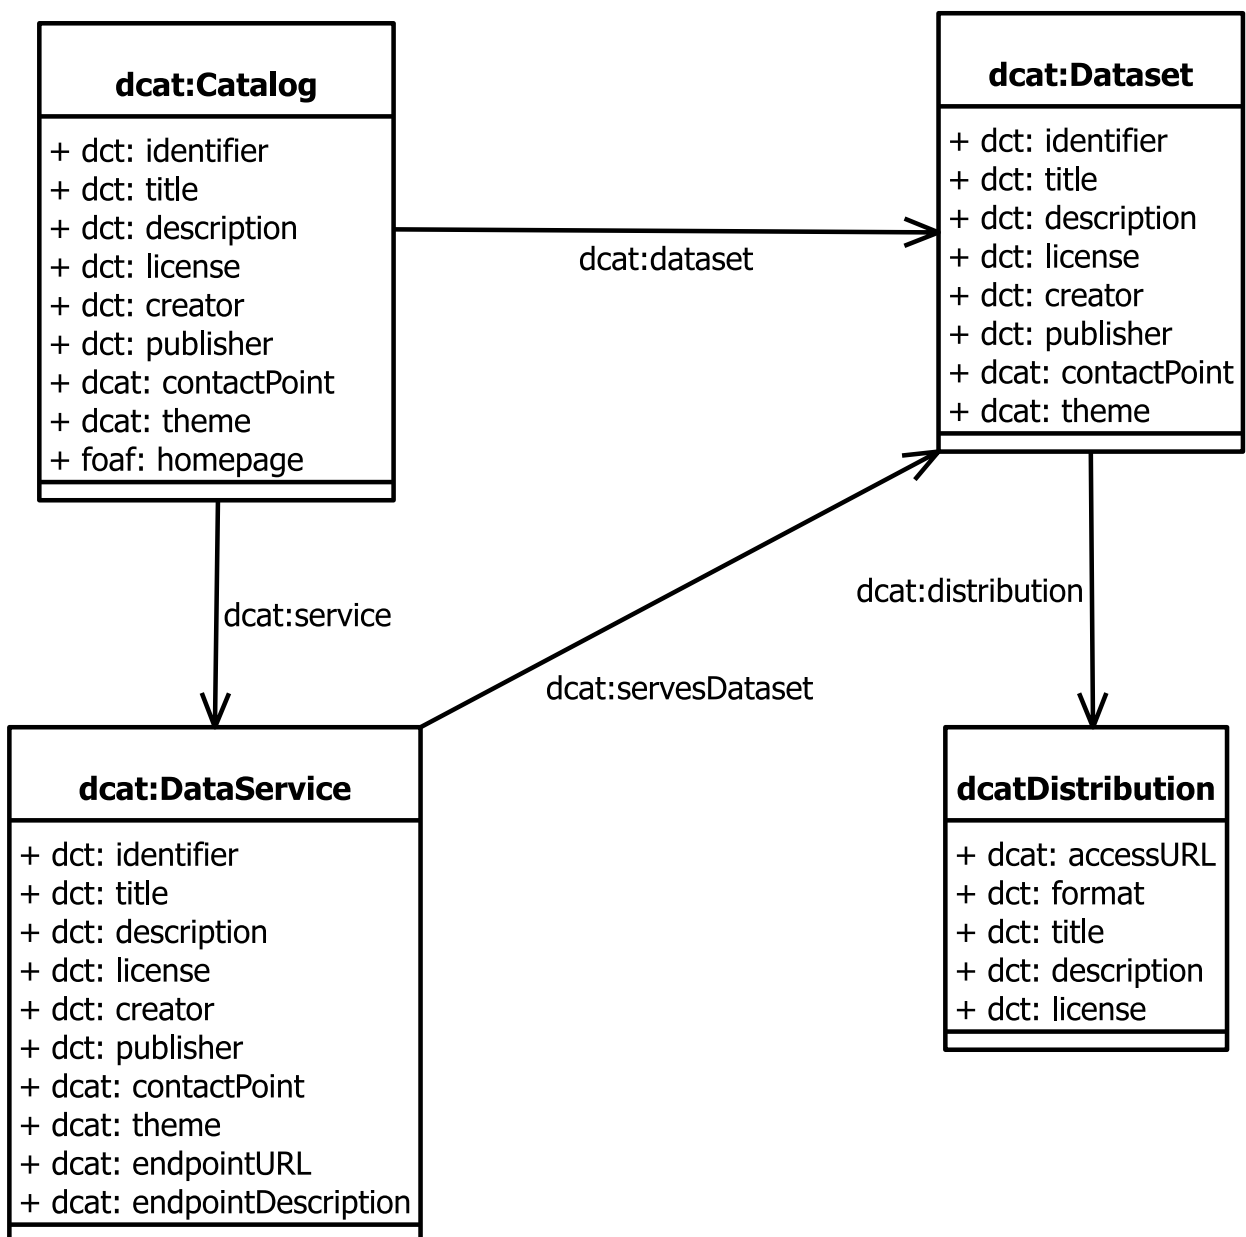 dcat:Catalog
+ dct: identifier
+ dct: title
+ dct: description
+ dct: license
+ dct: creator
+ dct: publisher
+ dcat: contactPoint
+ dcat: theme
+ foaf: homepage
dcat:dataset
dcat:Dataset
+ dct: identifier
+ dct: title
+ dct: description
+ dct: license
+ dct: creator
+ dct: publisher
+ dcat: contactPoint
+ dcat: theme
dcat:service
dcat:servesDataset
dcat:distribution
dcat:DataService
+ dct: identifier
+ dct: title
+ dct: description
+ dct: license
+ dct: creator
+ dct: publisher
+ dcat: contactPoint
+ dcat: theme
+ dcat: endpointURL
+ dcat: endpointDescription
dcatDistribution
+ dcat: accessURL
+ dct: format
+ dct: title
+ dct: description
+ dct: license